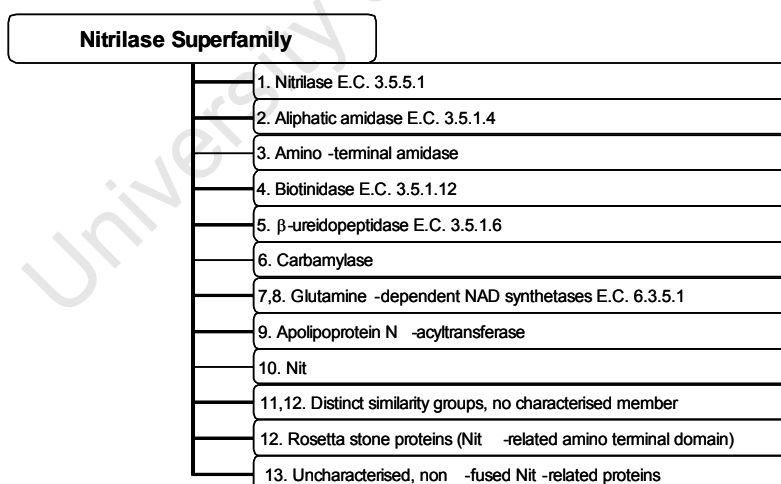 Nitrilase Superfamily
1. Nitrilase E.C. 3.5.5.1
2. Aliphatic amidase E.C. 3.5.1.4
3. Amino -terminal amidase
4. Biotinidase E.C. 3.5.1.12
5. β-ureidopeptidase E.C. 3.5.1.6
6. Carbamylase
7,8. Glutamine -dependent NAD synthetases E.C. 6.3.5.1
9. Apolipoprotein N -acyltransferase
10. Nit
11,12. Distinct similarity groups, no characterised member
12. Rosetta stone proteins (Nit -related amino terminal domain)
13. Uncharacterised, non -fused Nit -related proteins
University